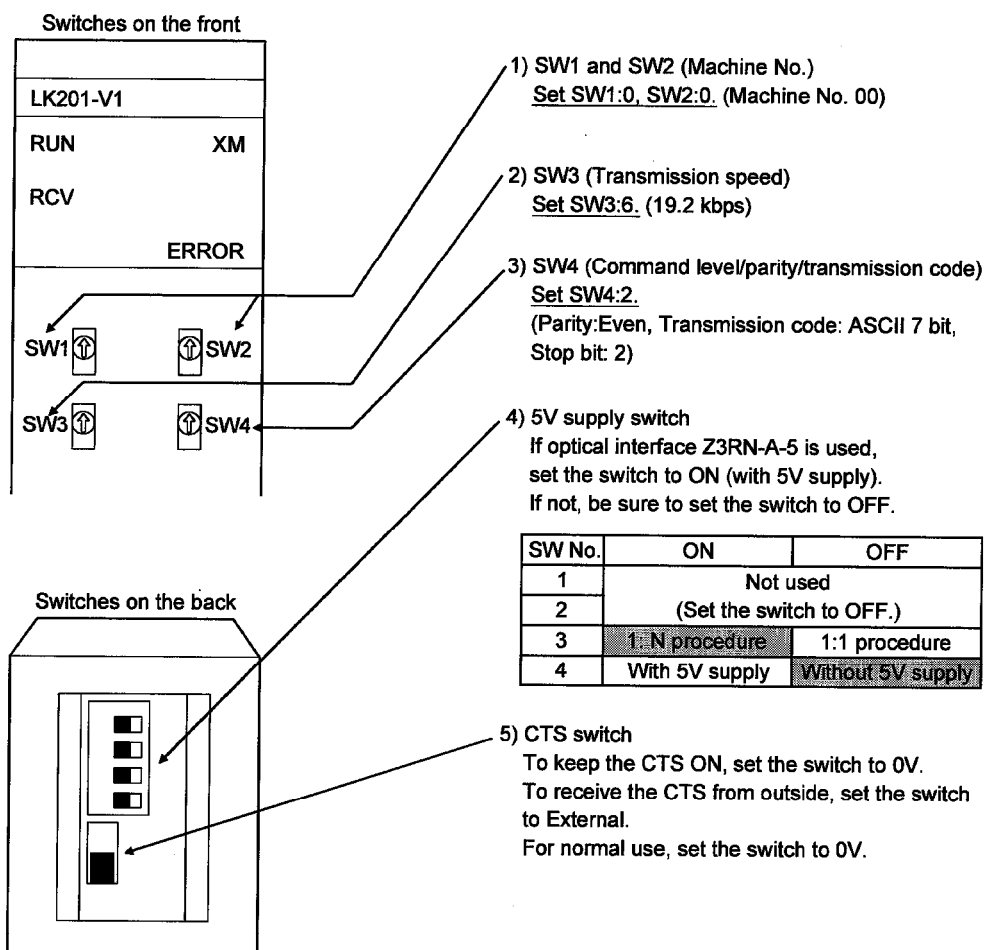 Switches on the front
LK201-V1
RUN XM
RCV
ERROR
SW1 SW2
SW3 SW4
1) SW1 and SW2 (Machine No.)
Set SW1:0, SW2:0. (Machine No. 00)
2) SW3 (Transmission speed)
Set SW3:6. (19.2 kbps)
3) SW4 (Command level/parity/transmission code)
Set SW4:2.
(Parity:Even, Transmission code: ASCII 7 bit,
Stop bit: 2)
4) 5V supply switch
If optical interface Z3RN-A-5 is used,
set the switch to ON (with 5V supply).
If not, be sure to set the switch to OFF.
SW No. ON OFF
1 Not used
2 (Set the switch to OFF.)
3 1: N procedure 1:1 procedure
4 With 5V supply Without 5V supply
Switches on the back
5) CTS switch
To keep the CTS ON, set the switch to 0V.
To receive the CTS from outside, set the switch
to External.
For normal use, set the switch to 0V.